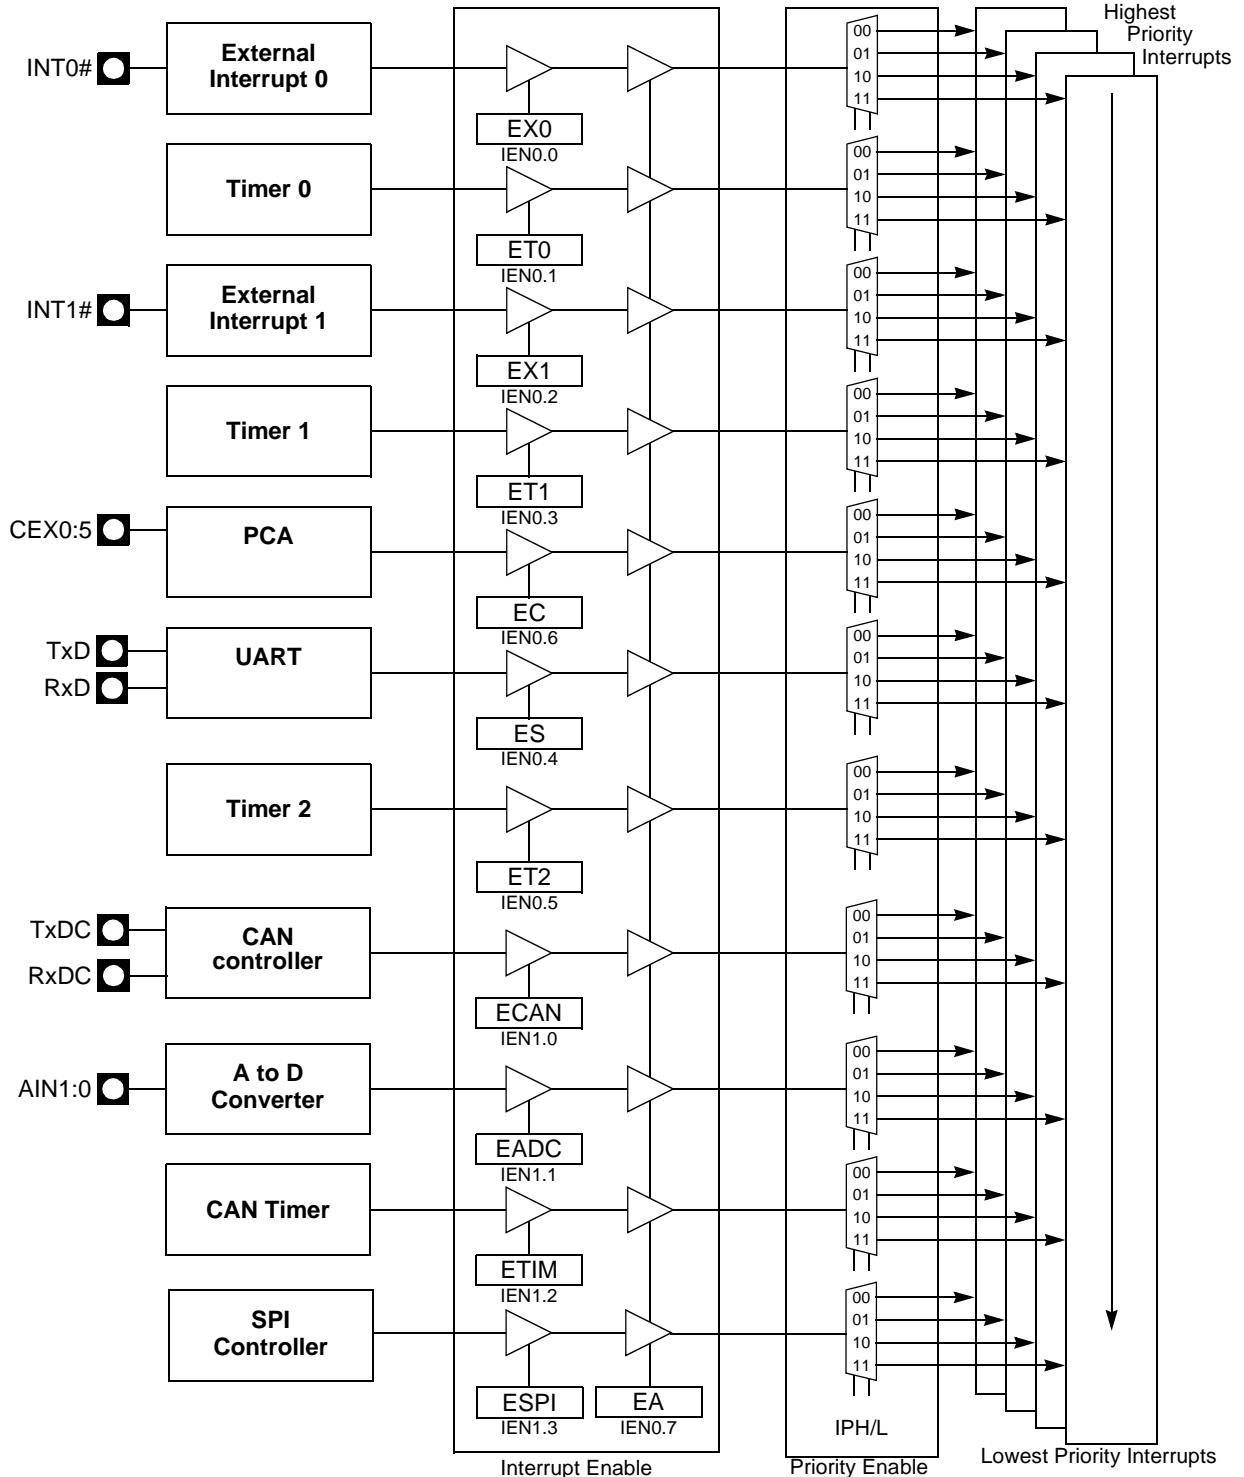 Highest
Priority
Interrupts
INT0#
External
Interrupt 0
EX0
IEN0.0
00
01
10
11
Timer 0
ET0
IEN0.1
00
01
10
11
INT1#
External
Interrupt 1
EX1
IEN0.2
00
01
10
11
Timer 1
ET1
IEN0.3
00
01
10
11
CEX0:5
PCA
EC
IEN0.6
00
01
10
11
TxD
RxD
UART
ES
IEN0.4
00
01
10
11
Timer 2
ET2
IEN0.5
00
01
10
11
TxDC
RxDC
CAN
controller
ECAN
IEN1.0
00
01
10
11
AIN1:0
A to D
Converter
EADC
IEN1.1
00
01
10
11
CAN Timer
ETIM
IEN1.2
00
01
10
11
SPI
Controller
ESPI
IEN1.3
EA
IEN0.7
00
01
10
11
IPH/L
Interrupt Enable
Priority Enable
Lowest Priority Interrupts